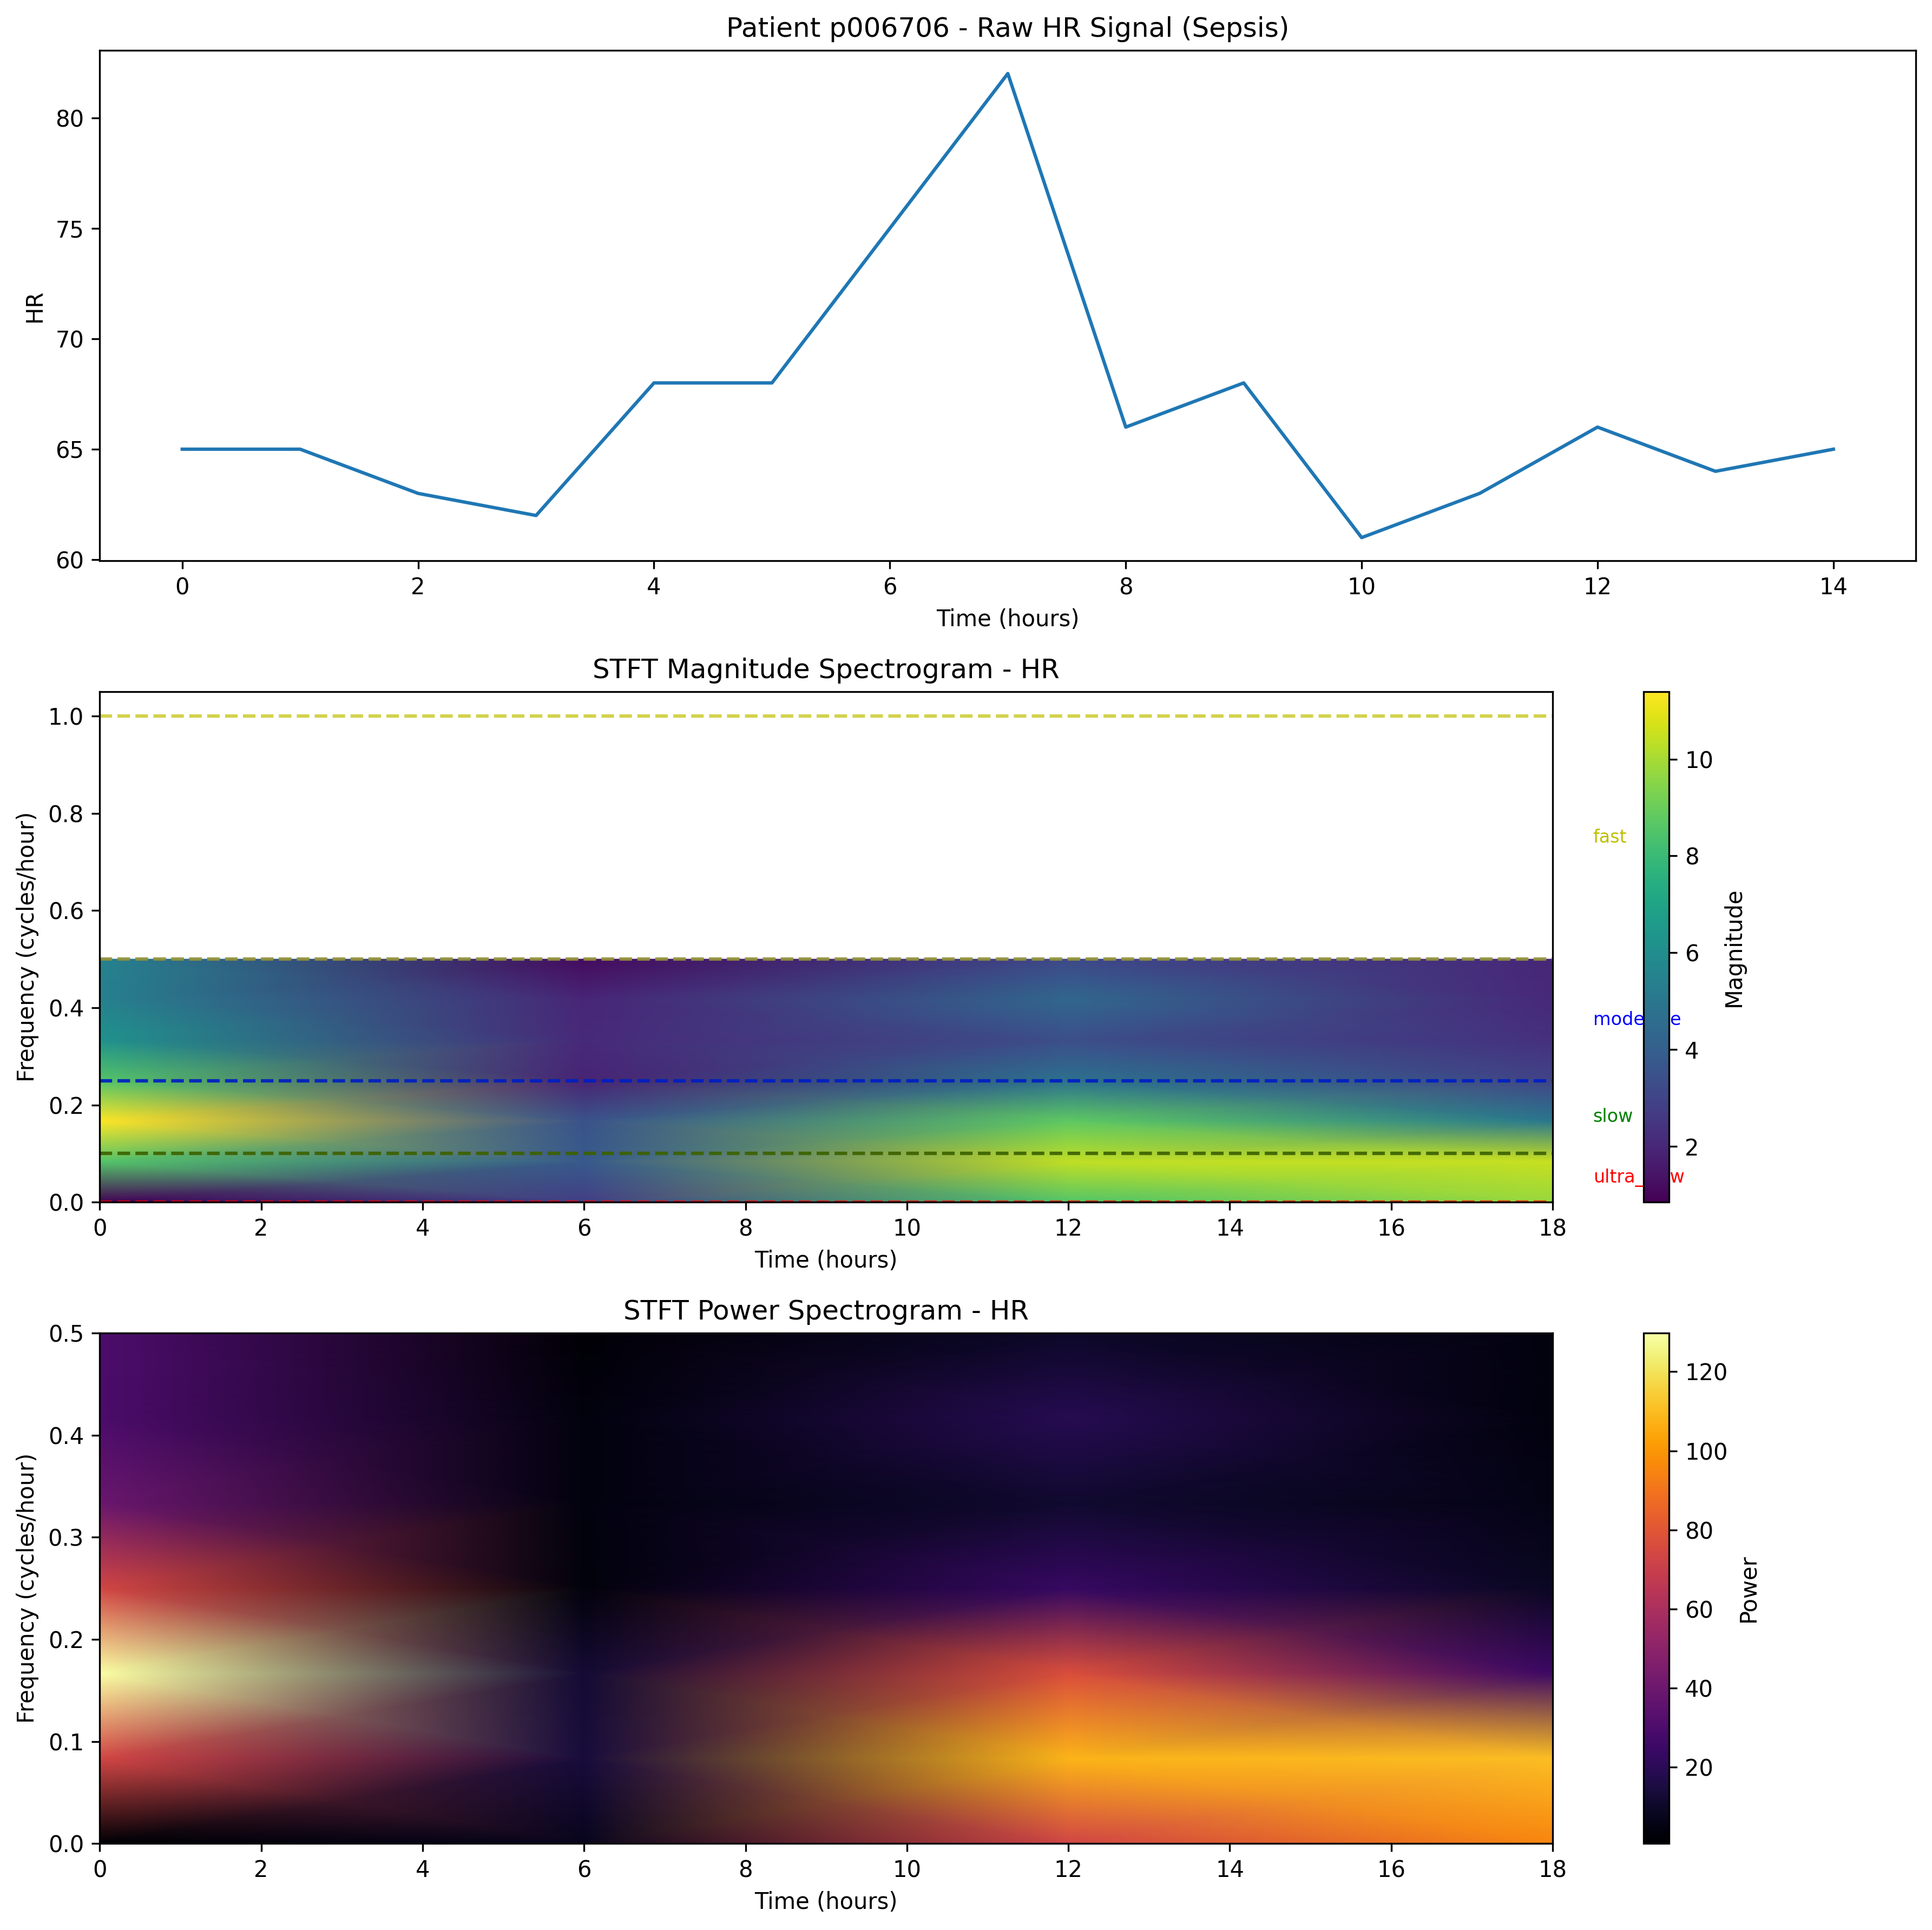 Patient p006706 - Raw HR Signal (Sepsis)
80
75
70
65
60
HR
0 2 4 6 8 10 12 14
Time (hours)
STFT Magnitude Spectrogram - HR
1.0
0.8
0.6
0.4
0.2
0.0
Frequency (cycles/hour)
0 2 4 6 8 10 12 14 16 18
Time (hours)
fast
slow
10
8
6
4
2
Magnitude
STFT Power Spectrogram - HR
0.5
0.4
0.3
0.2
0.1
0.0
Frequency (cycles/hour)
0 2 4 6 8 10 12 14 16 18
Time (hours)
120
100
80
60
40
20
Power